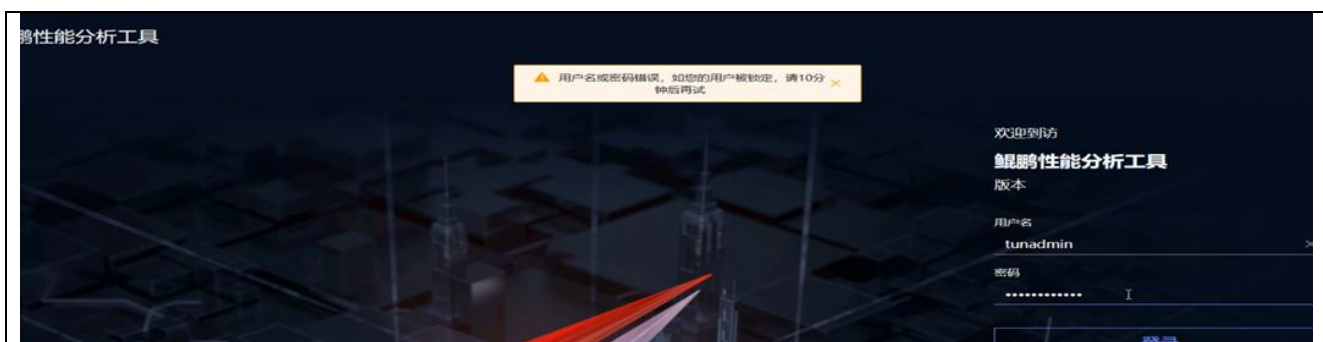 鹏性能分析工具
用户名或密码错误,如您的用户被锁定,请10分
钟后再试
欢迎到访
鲲鹏性能分析工具
版本
用户名
tunadmin
密码
登录